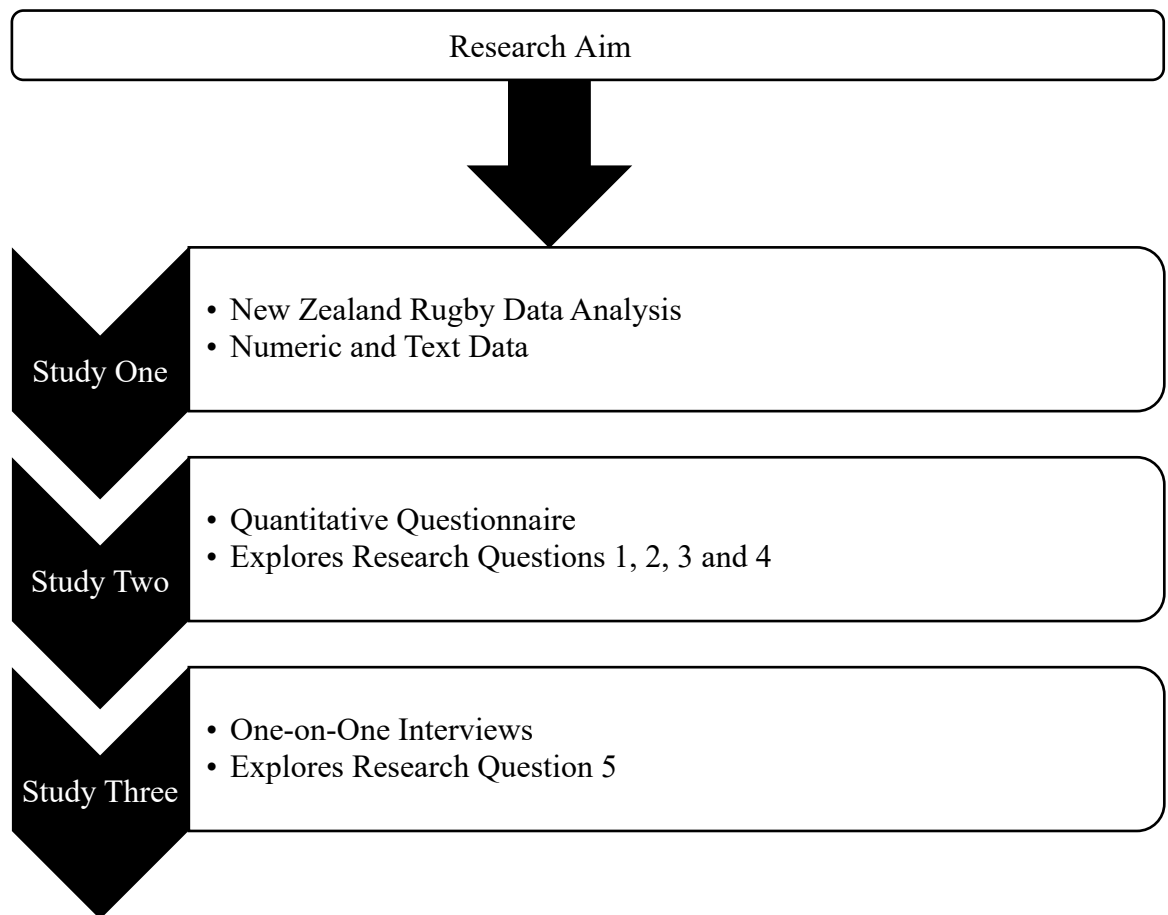 Research Aim
Study One
• New Zealand Rugby Data Analysis
• Numeric and Text Data
Study Two
• Quantitative Questionnaire
• Explores Research Questions 1, 2, 3 and 4
Study Three
• One-on-One Interviews
• Explores Research Question 5